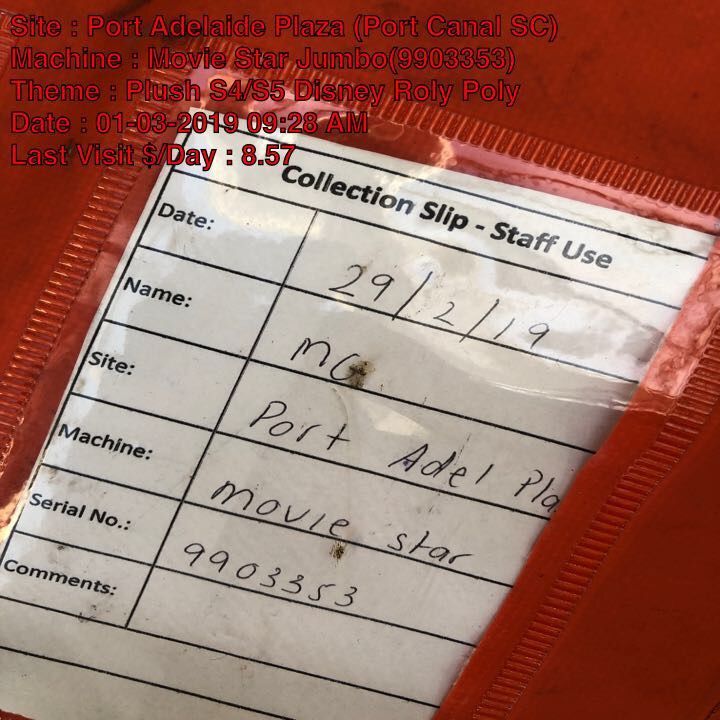 Site : Port Adelaide Plaza (Port Canal SC)
Machine : Movie Star Jumbo(9903353)
Theme : Plush S4/S5 Disney Roly Poly
Date : 01-03-2019 09:28 AM
Last Visit $/Day : 8.57
Collection Slip - Staff Use
Date: 29/2/19
Name: MG
Site: Port Adel Pla
Machine: movie star
Serial No.: 9903353
Comments: